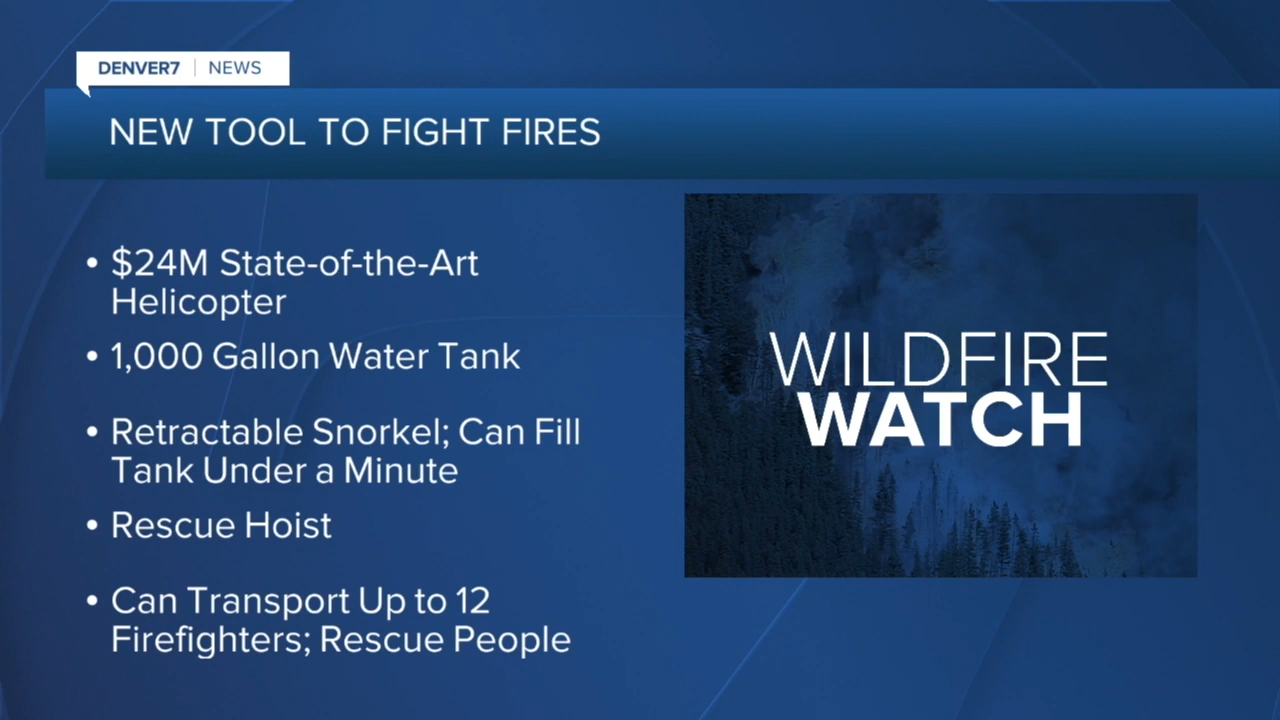 DENVER7 | NEWS
NEW TOOL TO FIGHT FIRES
• $24M State-of-the-Art
Helicopter
• 1,000 Gallon Water Tank
• Retractable Snorkel; Can Fill
Tank Under a Minute
• Rescue Hoist
• Can Transport Up to 12
Firefighters; Rescue People
WILDFIRE
WATCH